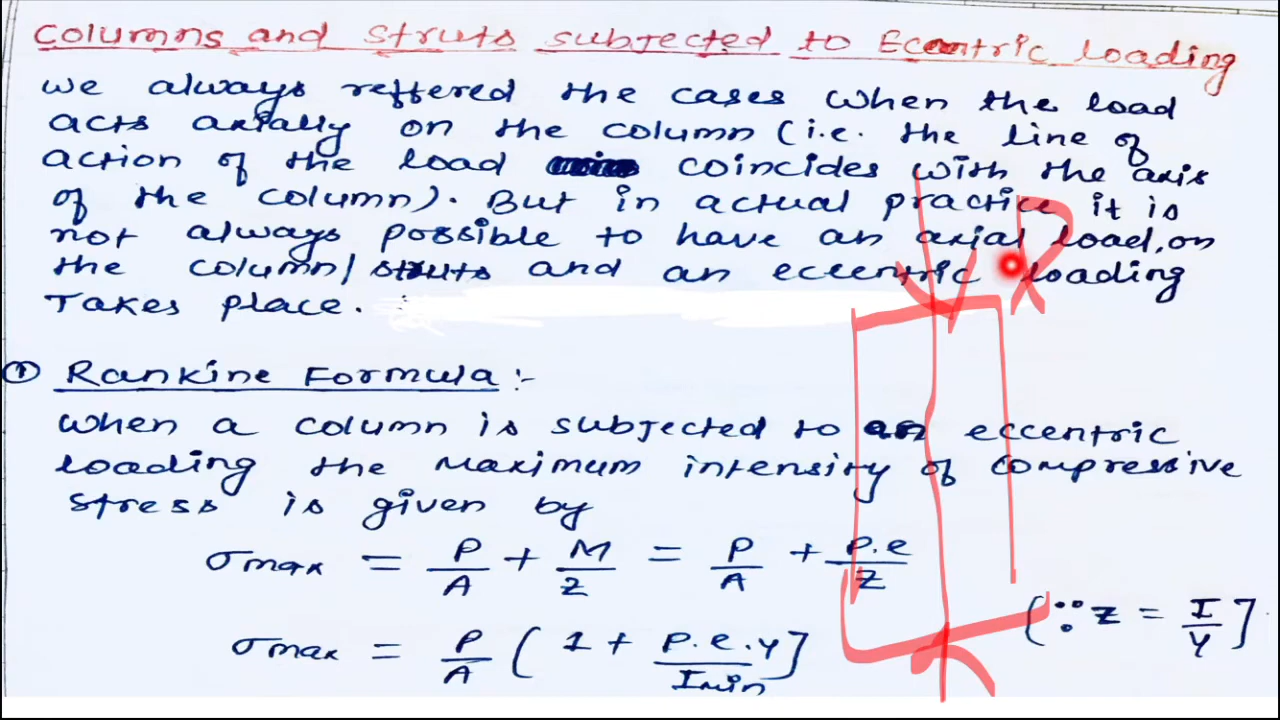 Columns and Struts subjected to Eccentric loading
we always reffered the cases when the load
acts axially on the column (i.e. the line of
action of the load coincides with the axis
of the column). But in actual practice it is
not always possible to have an axial load, on
the column/struts and an eccentric loading
Takes place.
① Rankine Formula :-
when a column is subjected to an eccentric
loading the maximum intensity of compressive
stress is given by
σmax = P/A + M/Z = P/A + P.e/Z
(∵ Z = I/Y]
σmax = P/A ( 1 + P.e.y/Imin ]
P